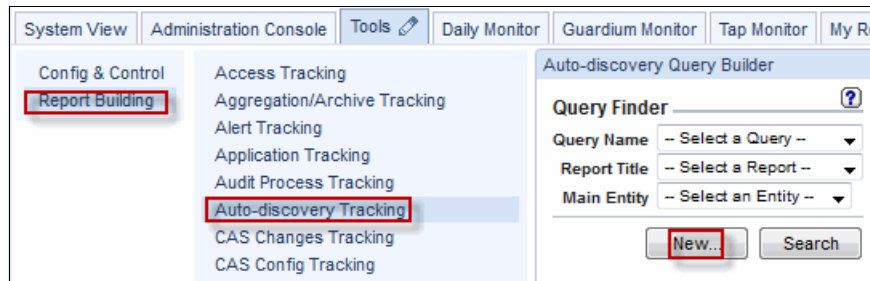 System View Administration Console Tools Daily Monitor Guardium Monitor Tap Monitor My R
Config & Control
Report Building
Access Tracking
Aggregation/Archive Tracking
Alert Tracking
Application Tracking
Audit Process Tracking
Auto-discovery Tracking
CAS Changes Tracking
CAS Config Tracking
Auto-discovery Query Builder
Query Finder ?
Query Name -- Select a Query --
Report Title -- Select a Report --
Main Entity -- Select an Entity --
New... Search